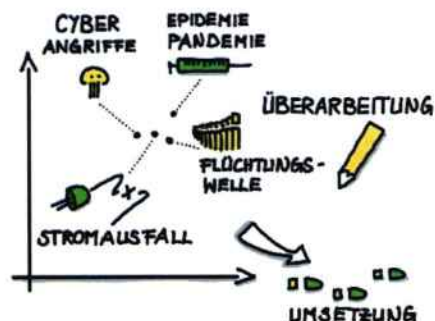 CYBER
ANGRIFFE
EPIDEMIE
PANDEMIE
ÜBERARBEITUNG
FLÜCHTUNGS-
WELLE
STROMAUSFALL
UMSETZUNG